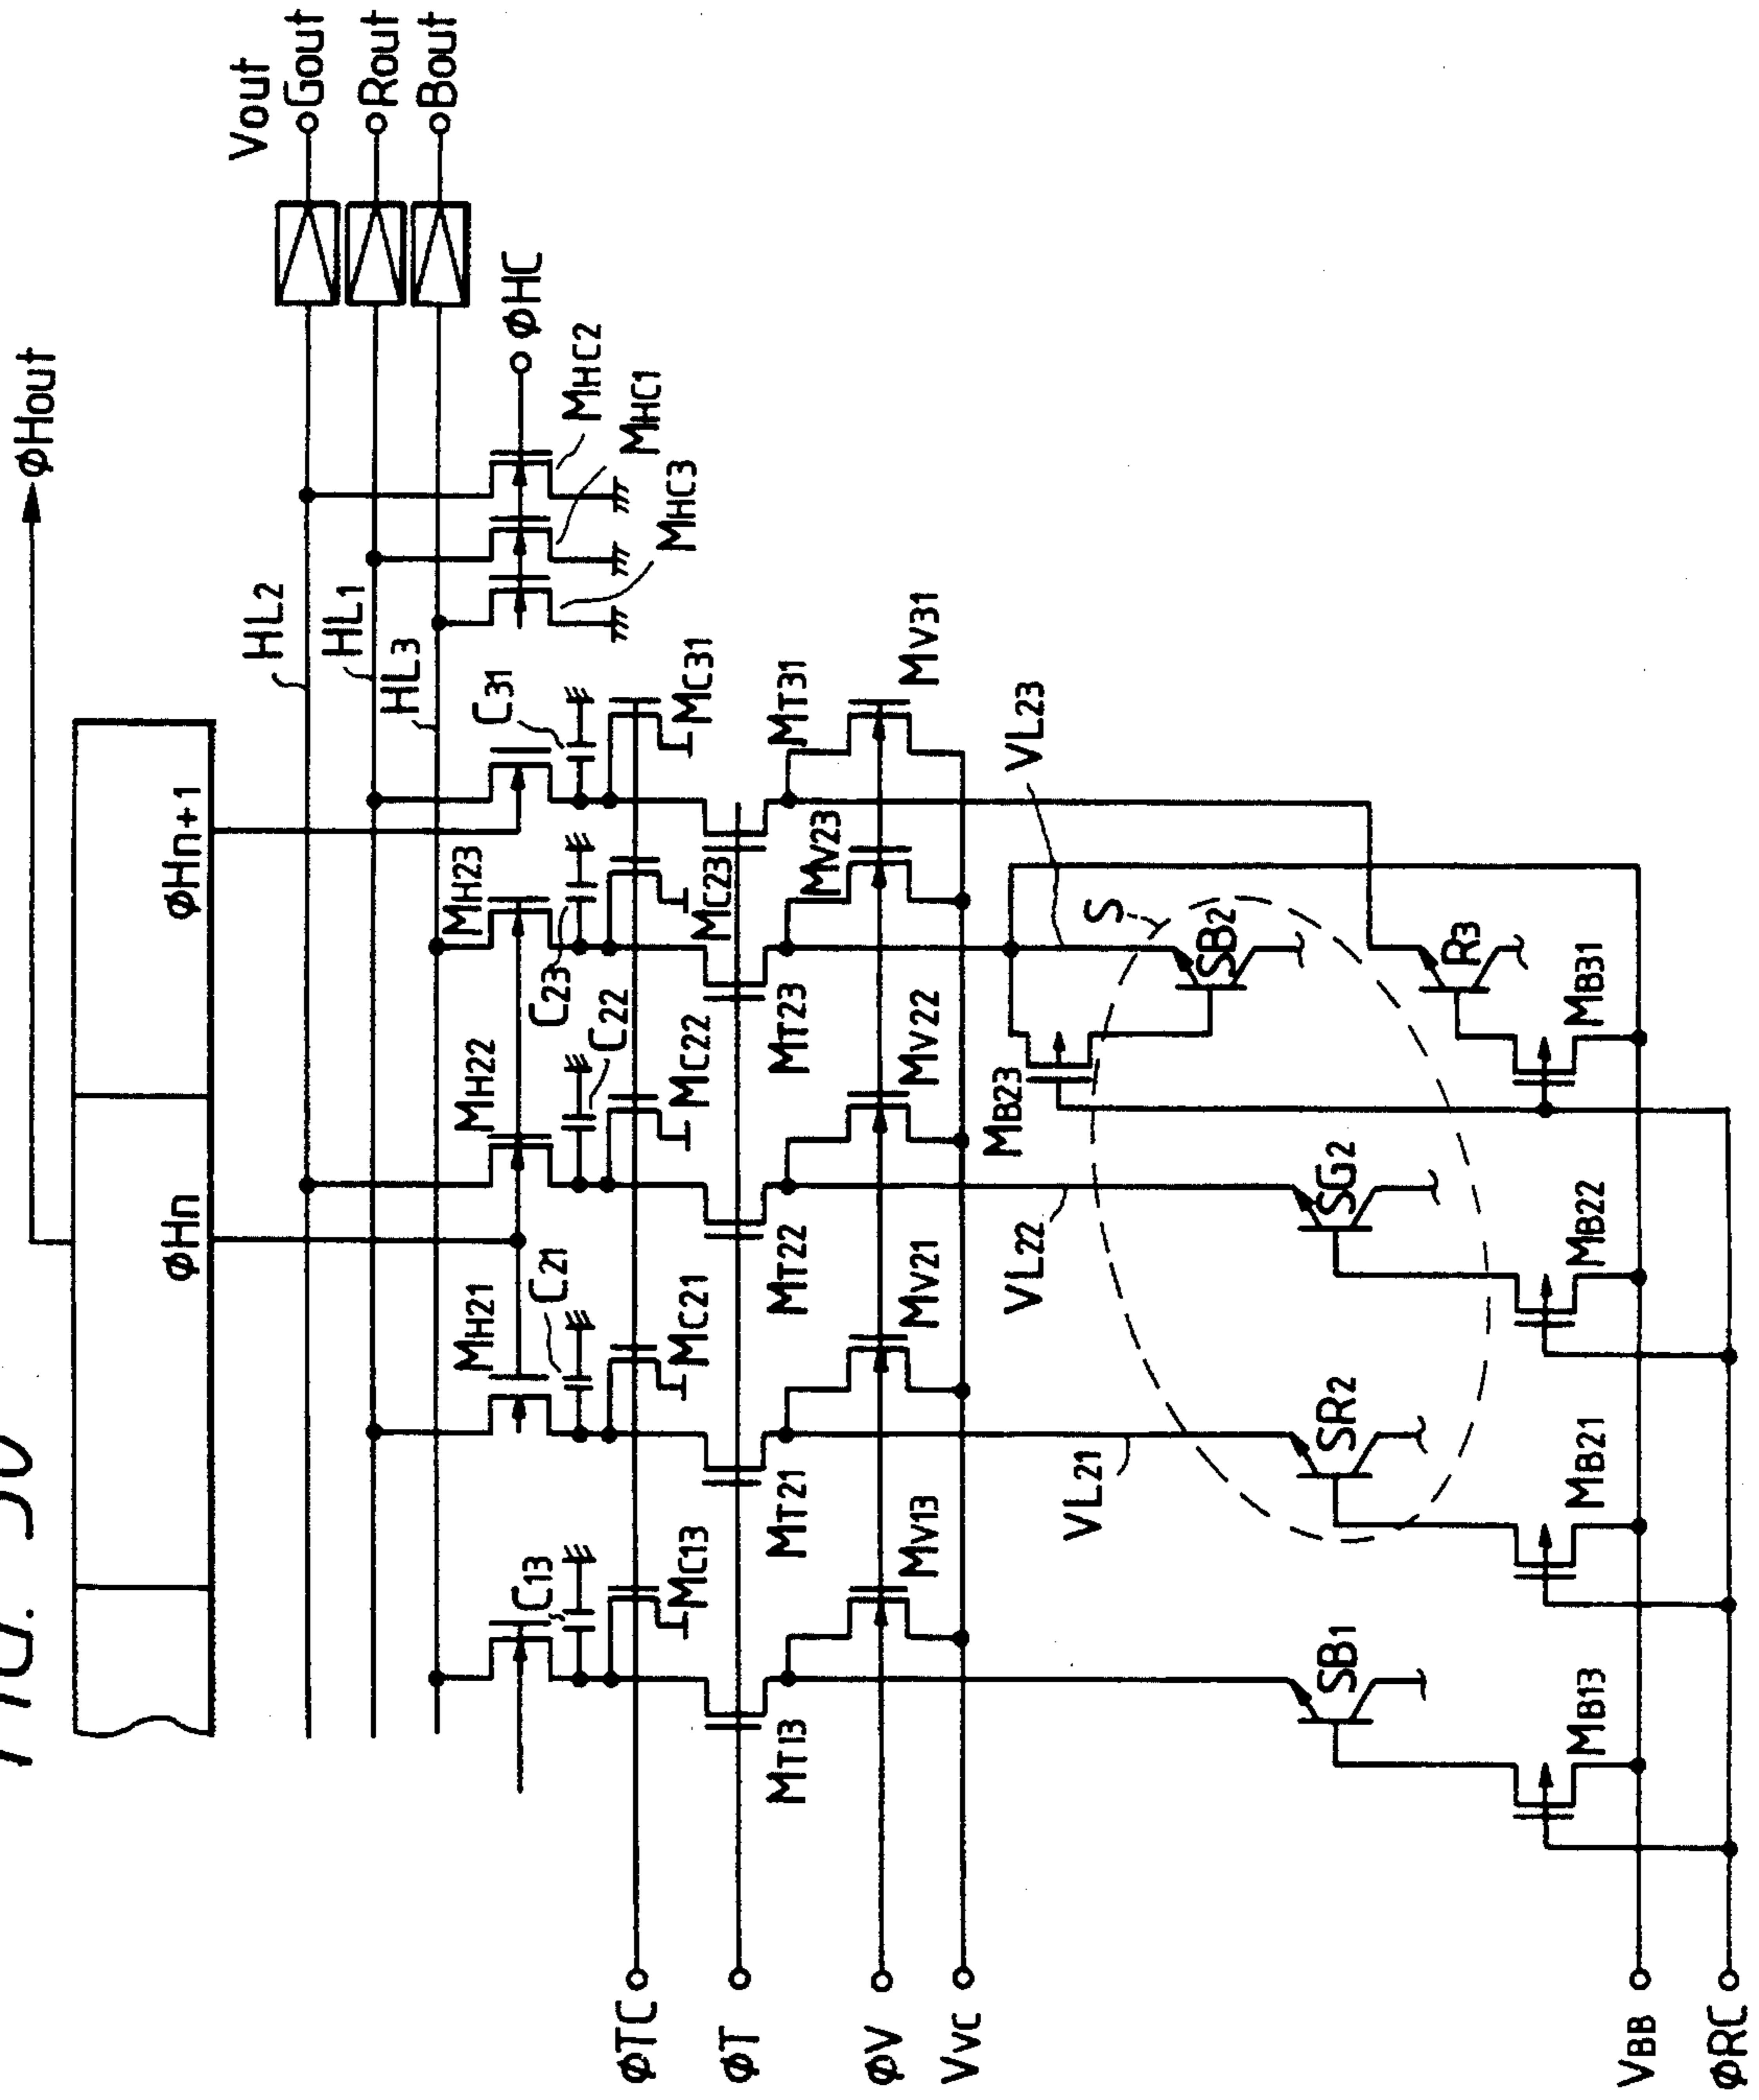 ΦHout
Vout
Gout
Rout
Bout
ΦHn
ΦHn+1
HL2
HL1
HL3
ΦHC
MHC2
MHC1
MHC3
MH21
MH22
MH23
C13
C21
C22
C23
C31
MC13
MC21
MC22
MC23
MC31
ΦTC
ΦT
MT13
MT21
MT22
MT23
MT31
ΦV
MV13
MV21
MV22
MV23
MV31
VVC
VL21
VL22
VL23
S
MB23
SB1
SR2
SG2
SB2
R3
MB13
MB21
MB22
MB31
VBB
ΦRC